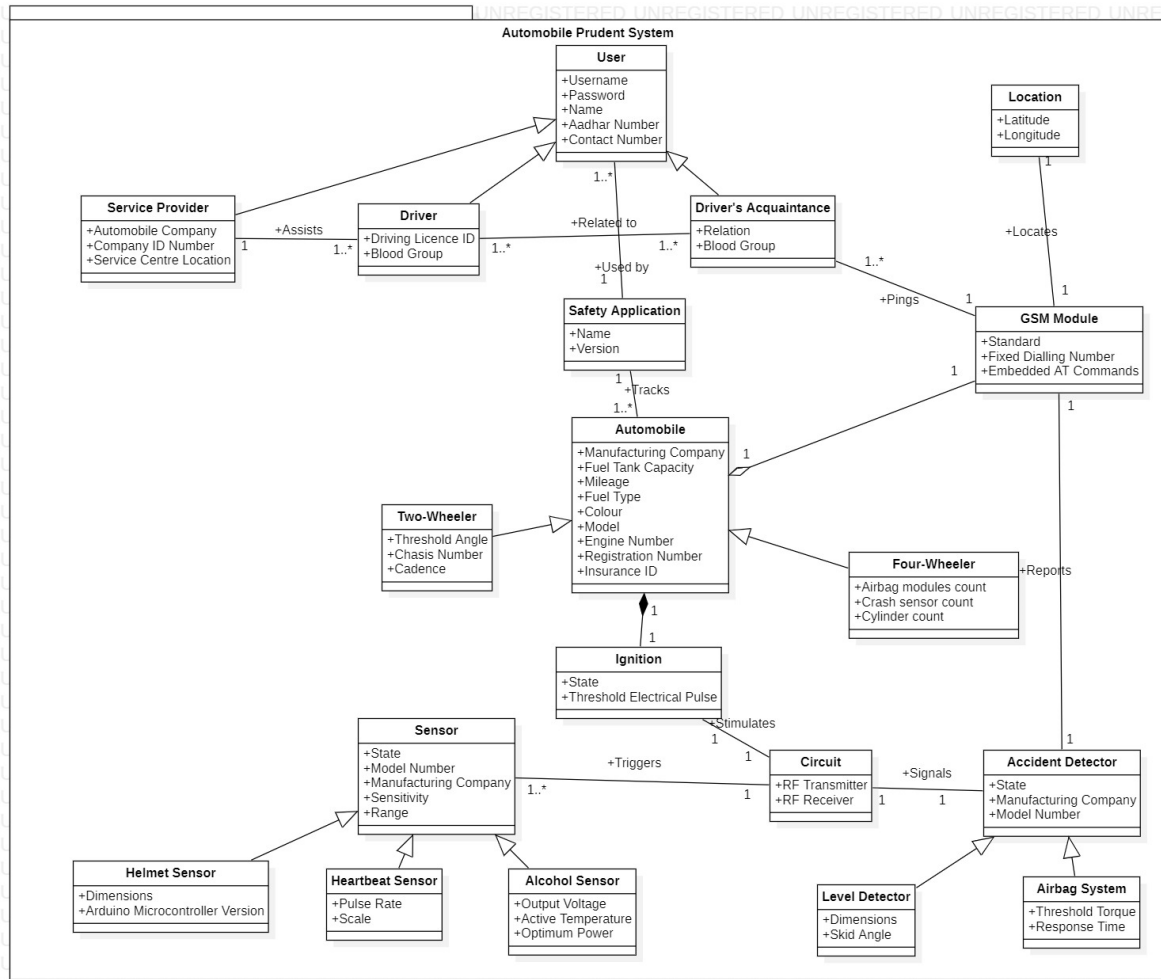 UNREGISTERED UNREGISTERED UNREGISTERED UNREGISTERED UNRE
Automobile Prudent System
User
+Username
+Password
+Name
+Aadhar Number
+Contact Number
Location
+Latitude
+Longitude
1
1..*
Service Provider
+Automobile Company
+Company ID Number
+Service Centre Location
1
+Assists
1..*
Driver
+Driving Licence ID
+Blood Group
1..*
+Related to
1..*
Driver's Acquaintance
+Relation
+Blood Group
+Locates
1..*
+Pings
1
1
+Used by
1
Safety Application
+Name
+Version
GSM Module
+Standard
+Fixed Dialling Number
+Embedded AT Commands
1
1
1
+Tracks
1..*
Automobile
+Manufacturing Company
+Fuel Tank Capacity
+Mileage
+Fuel Type
+Colour
+Model
+Engine Number
+Registration Number
+Insurance ID
1
Two-Wheeler
+Threshold Angle
+Chasis Number
+Cadence
Four-Wheeler
+Airbag modules count
+Crash sensor count
+Cylinder count
+Reports
1
1
Ignition
+State
+Threshold Electrical Pulse
+Stimulates
1
1
1
Sensor
+State
+Model Number
+Manufacturing Company
+Sensitivity
+Range
+Triggers
1..*
1
Circuit
+RF Transmitter
+RF Receiver
+Signals
1
1
Accident Detector
+State
+Manufacturing Company
+Model Number
Helmet Sensor
+Dimensions
+Arduino Microcontroller Version
Heartbeat Sensor
+Pulse Rate
+Scale
Alcohol Sensor
+Output Voltage
+Active Temperature
+Optimum Power
Level Detector
+Dimensions
+Skid Angle
Airbag System
+Threshold Torque
+Response Time